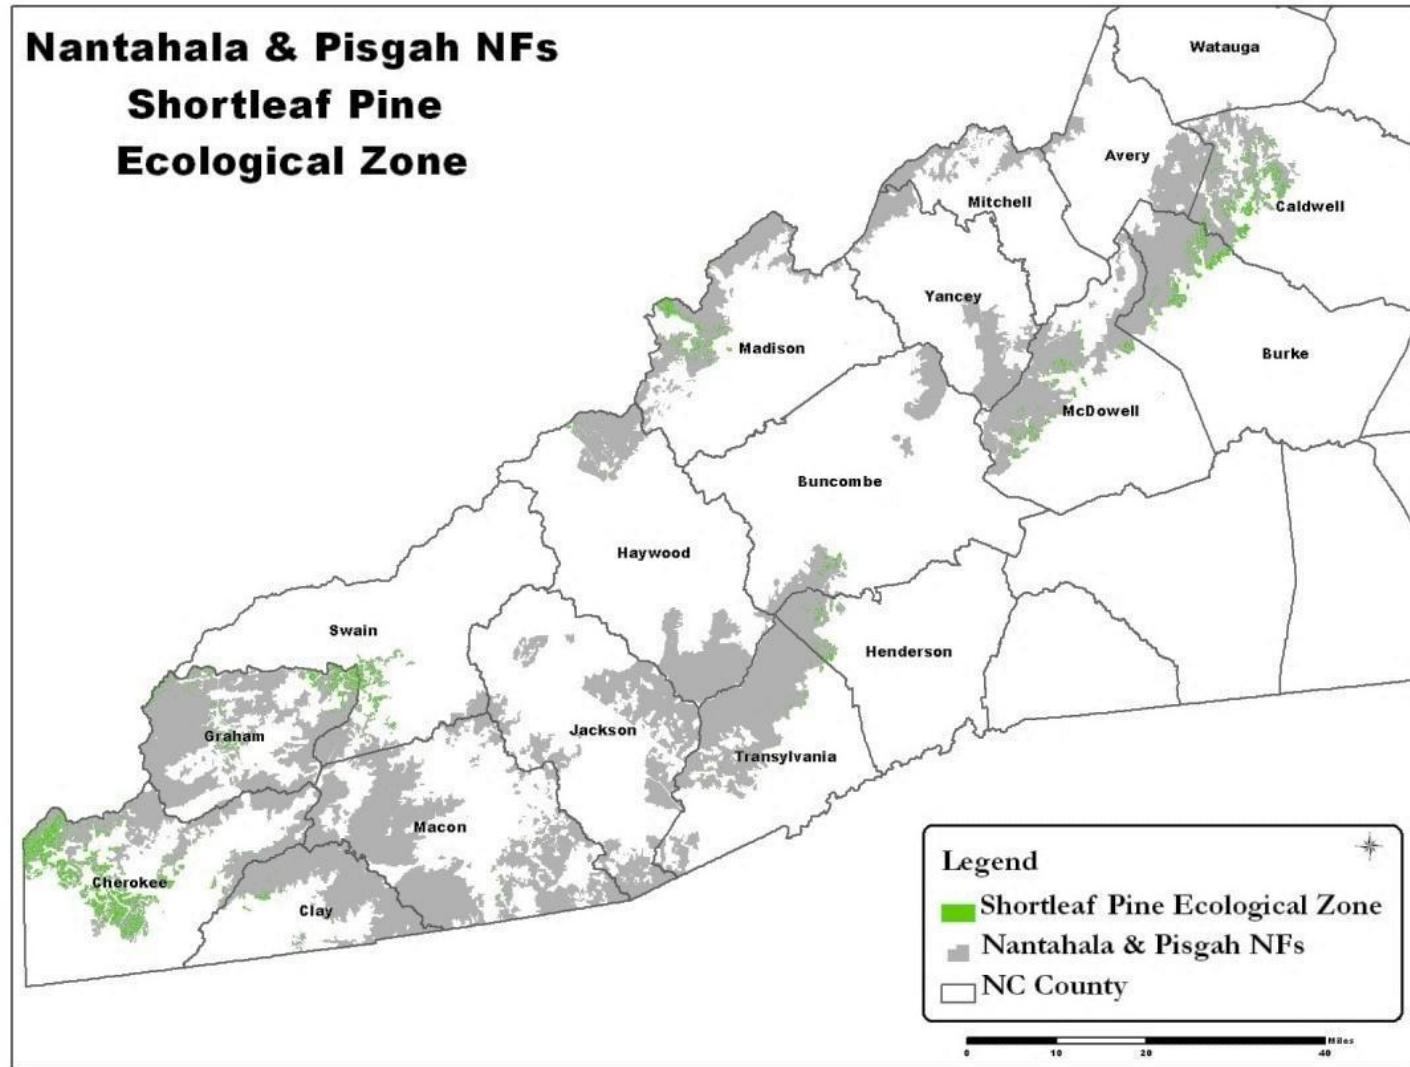 Nantahala & Pisgah NFs
Shortleaf Pine
Ecological Zone
Watauga
Avery
Mitchell
Caldwell
Yancey
Madison
Burke
McDowell
Buncombe
Haywood
Swain
Henderson
Graham
Jackson
Transylvania
Macon
Cherokee
Clay
Legend
Shortleaf Pine Ecological Zone
Nantahala & Pisgah NFs
NC County
Miles
0 10 20 40